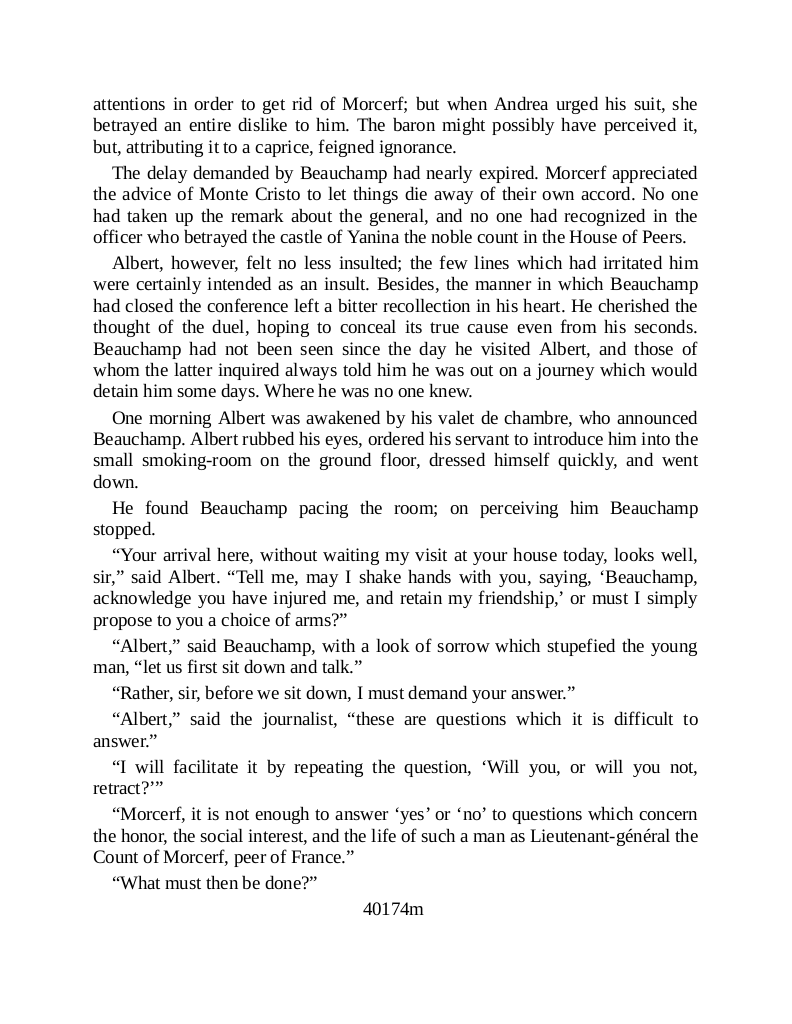 attentions in order to get rid of Morcerf; but when Andrea urged his suit, she
betrayed an entire dislike to him. The baron might possibly have perceived it,
but, attributing it to a caprice, feigned ignorance.
The delay demanded by Beauchamp had nearly expired. Morcerf appreciated
the advice of Monte Cristo to let things die away of their own accord. No one
had taken up the remark about the general, and no one had recognized in the
officer who betrayed the castle of Yanina the noble count in the House of Peers.
Albert, however, felt no less insulted; the few lines which had irritated him
were certainly intended as an insult. Besides, the manner in which Beauchamp
had closed the conference left a bitter recollection in his heart. He cherished the
thought of the duel, hoping to conceal its true cause even from his seconds.
Beauchamp had not been seen since the day he visited Albert, and those of
whom the latter inquired always told him he was out on a journey which would
detain him some days. Where he was no one knew.
One morning Albert was awakened by his valet de chambre, who announced
Beauchamp. Albert rubbed his eyes, ordered his servant to introduce him into the
small smoking-room on the ground floor, dressed himself quickly, and went
down.
He found Beauchamp pacing the room; on perceiving him Beauchamp
stopped.
“Your arrival here, without waiting my visit at your house today, looks well,
sir,” said Albert. “Tell me, may I shake hands with you, saying, ‘Beauchamp,
acknowledge you have injured me, and retain my friendship,’ or must I simply
propose to you a choice of arms?”
“Albert,” said Beauchamp, with a look of sorrow which stupefied the young
man, “let us first sit down and talk.”
“Rather, sir, before we sit down, I must demand your answer.”
“Albert,” said the journalist, “these are questions which it is difficult to
answer.”
“I will facilitate it by repeating the question, ‘Will you, or will you not,
retract?’”
“Morcerf, it is not enough to answer ‘yes’ or ‘no’ to questions which concern
the honor, the social interest, and the life of such a man as Lieutenant-général the
Count of Morcerf, peer of France.”
“What must then be done?”
40174m